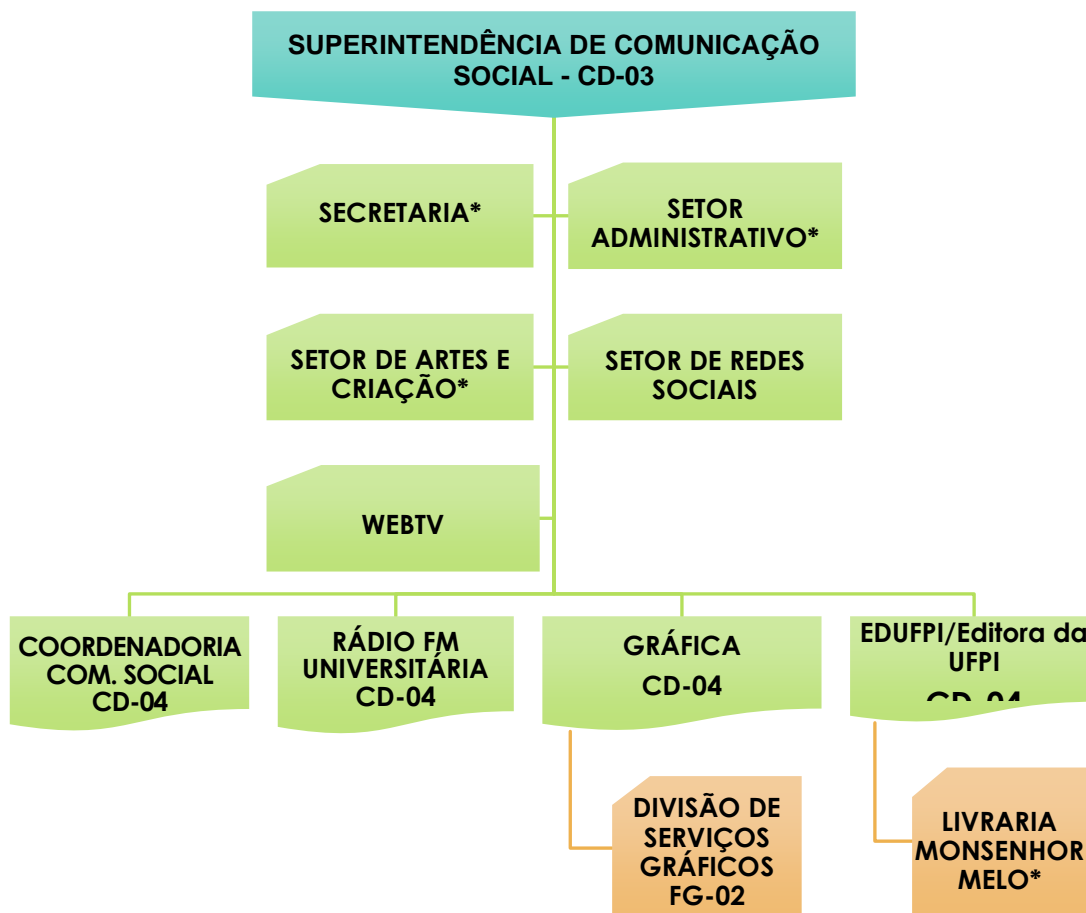 SUPERINTENDÊNCIA DE COMUNICAÇÃO
SOCIAL - CD-03
SECRETARIA*
SETOR
ADMINISTRATIVO*
SETOR DE ARTES E
CRIAÇÃO*
SETOR DE REDES
SOCIAIS
WEBTV
COORDENADORIA
COM. SOCIAL
CD-04
RÁDIO FM
UNIVERSITÁRIA
CD-04
GRÁFICA
CD-04
EDUFPI/Editora da
UFPI
CD-04
DIVISÃO DE
SERVIÇOS
GRÁFICOS
FG-02
LIVRARIA
MONSENHOR
MELO*